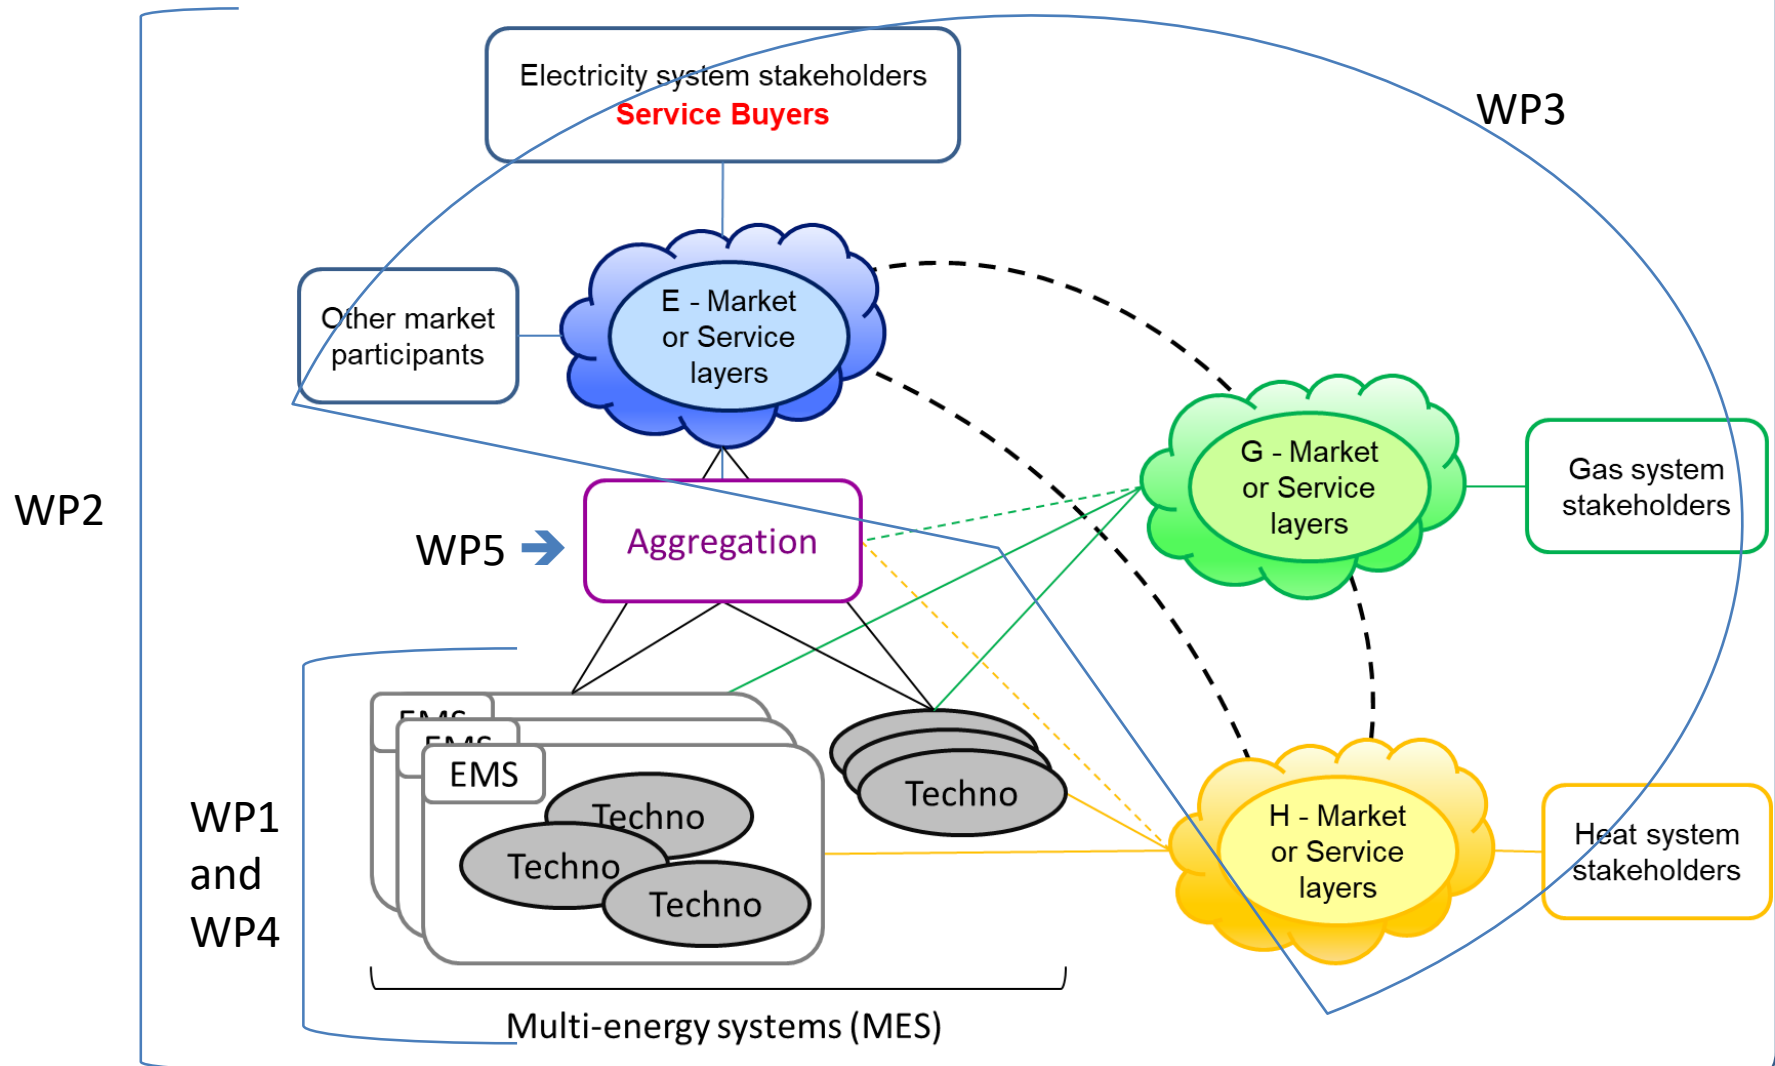 Electricity system stakeholders
Service Buyers
WP3
E - Market
or Service
layers
Other market
participants
G - Market
or Service
layers
Gas system
stakeholders
WP2
WP5
Aggregation
EMS
EMS
EMS
Techno
Techno
Techno
Techno
WP1
and
WP4
H - Market
or Service
layers
Heat system
stakeholders
Multi-energy systems (MES)